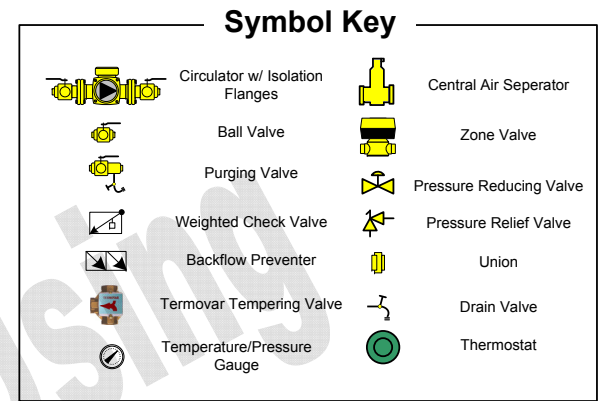 Symbol Key
Circulator w/ Isolation
Flanges
Ball Valve
Purging Valve
Weighted Check Valve
Backflow Preventer
Termovar Tempering Valve
Temperature/Pressure
Gauge
Central Air Seperator
Zone Valve
Pressure Reducing Valve
Pressure Relief Valve
Union
Drain Valve
Thermostat
using